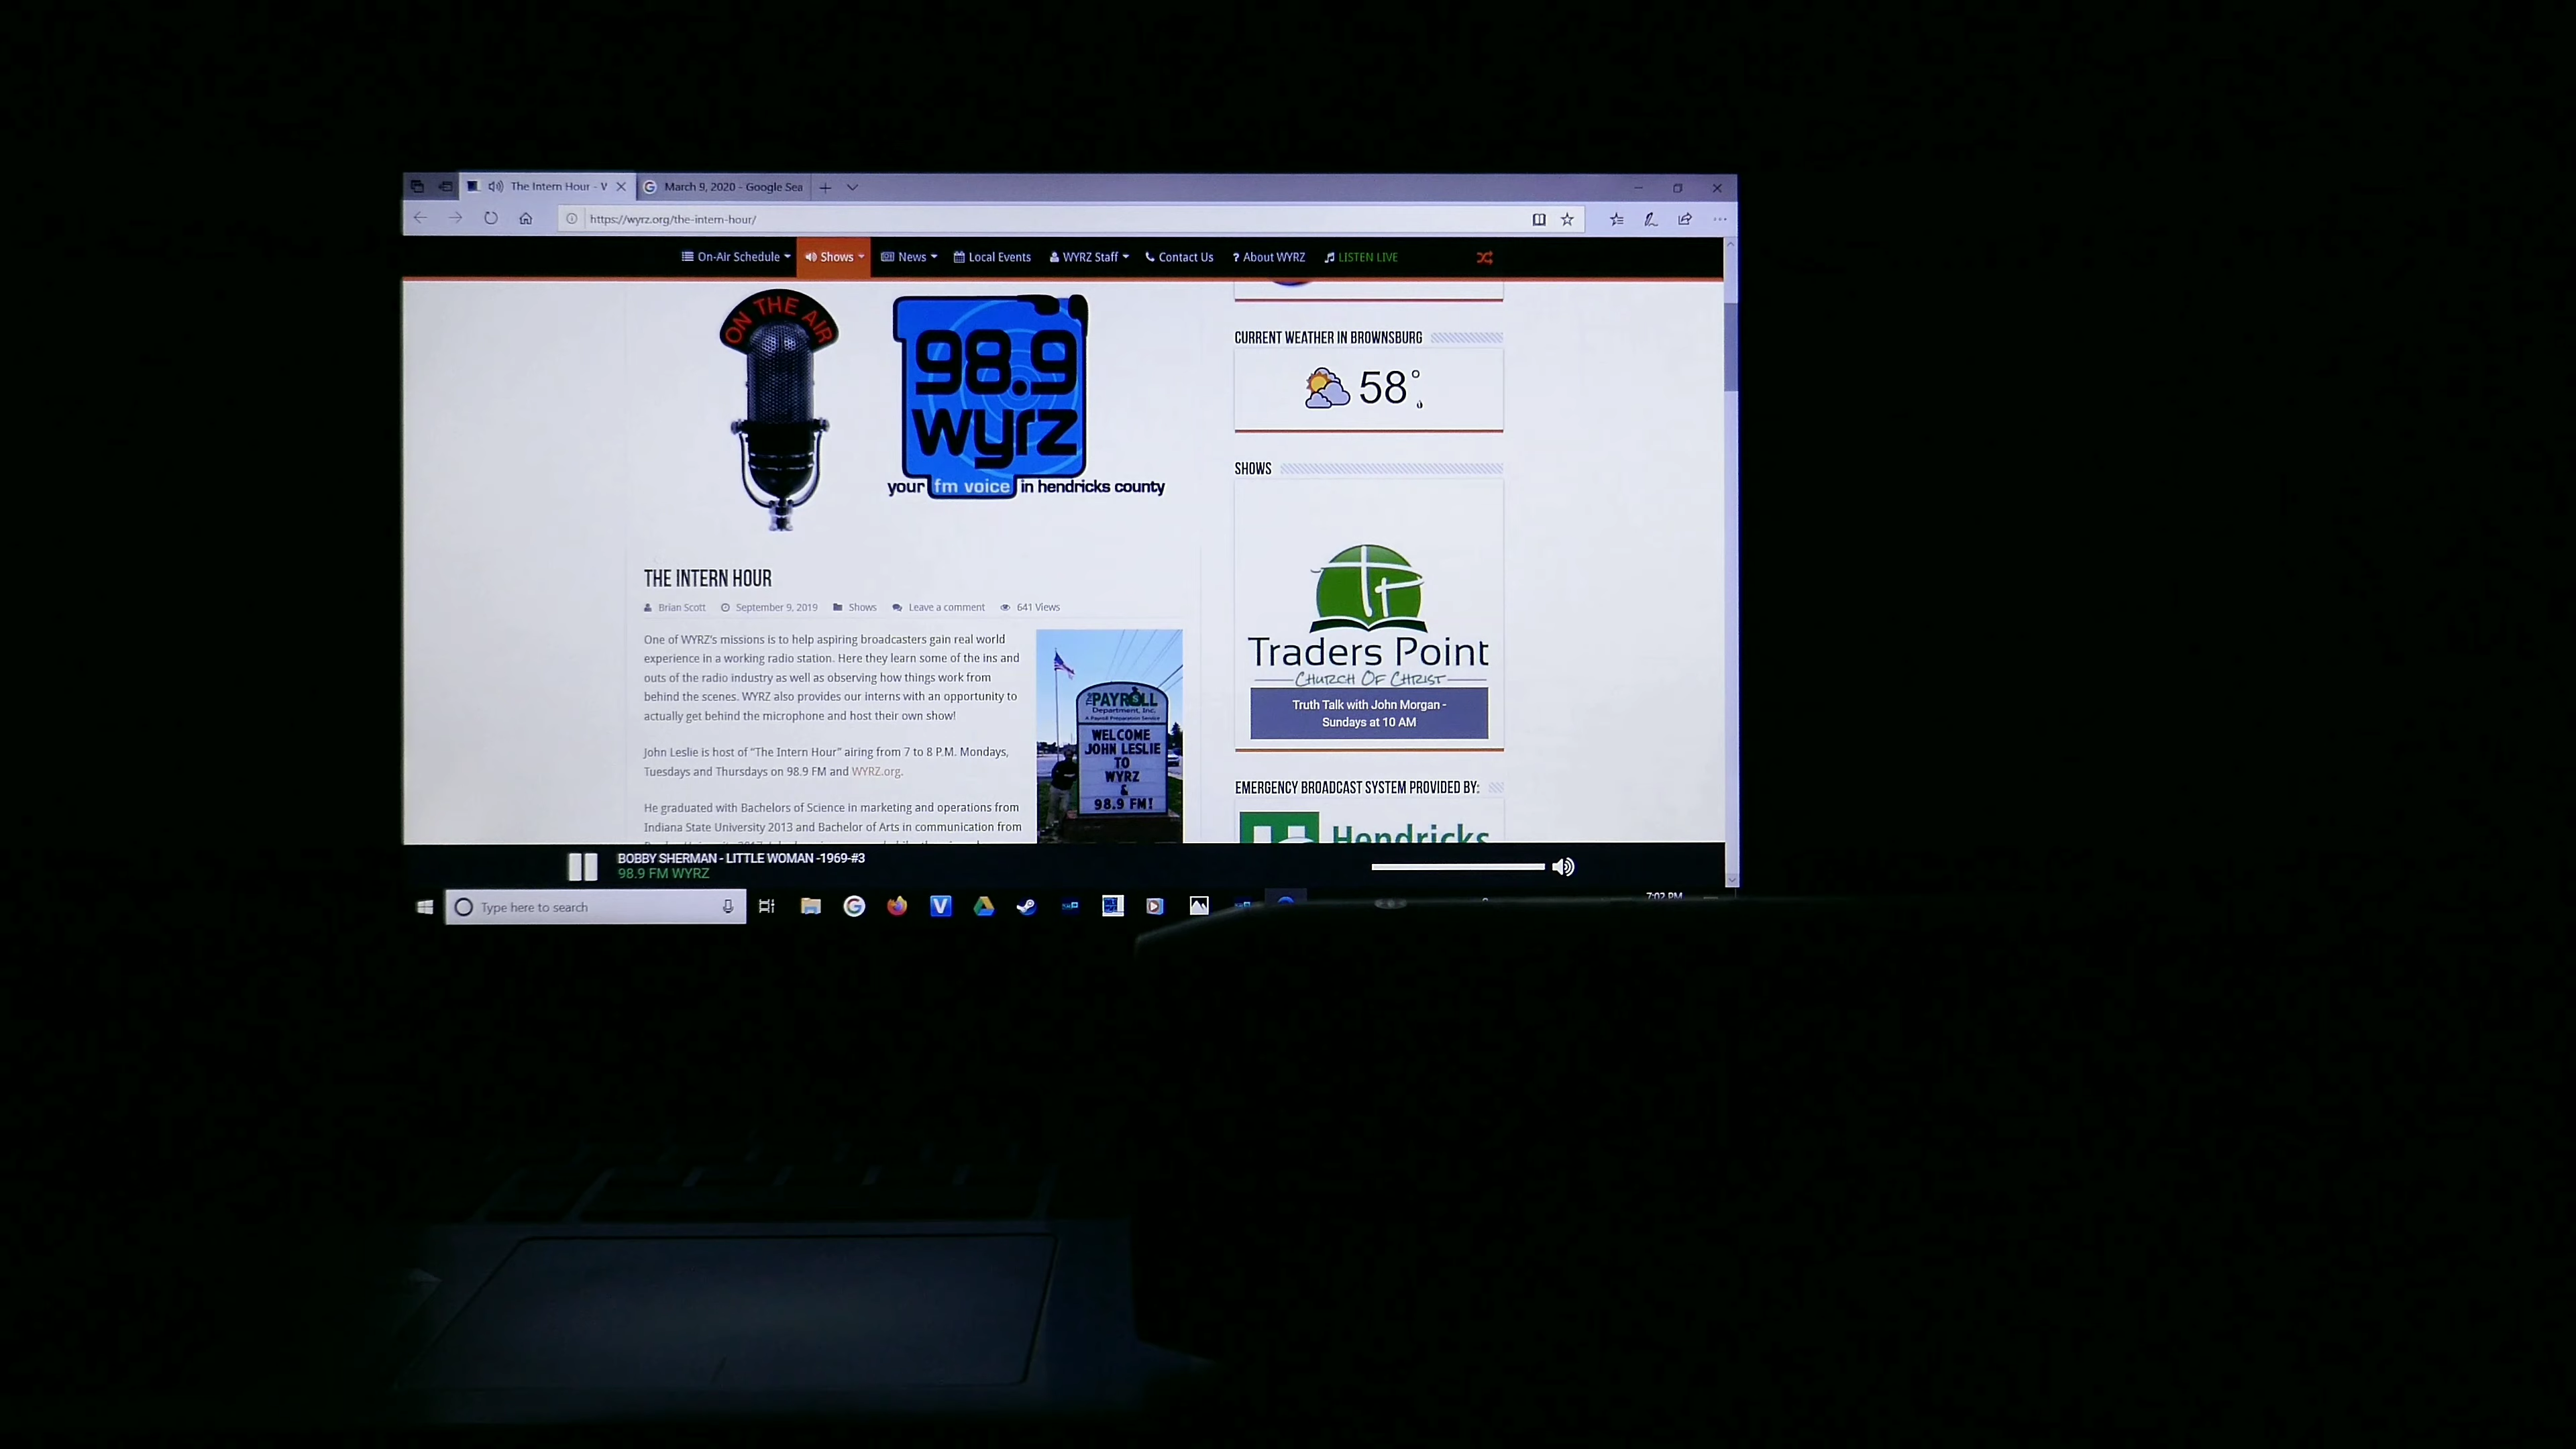 The Intern Hour - W
March 9, 2020 - Google Sea
https://wyrz.org/the-intern-hour/
On-Air Schedule Shows News Local Events WYRZ Staff Contact Us ? About WYRZ LISTEN LIVE
ON THE AIR
98.9
wyrz
your fm voice in hendricks county
THE INTERN HOUR
Brian Scott September 9, 2019 Shows Leave a comment 641 Views
One of WYRZ's missions is to help aspiring broadcasters gain real world
experience in a working radio station. Here they learn some of the ins and
outs of the radio industry as well as observing how things work from
behind the scenes. WYRZ also provides our interns with an opportunity to
actually get behind the microphone and host their own show!
John Leslie is host of "The Intern Hour" airing from 7 to 8 P.M. Mondays,
Tuesdays and Thursdays on 98.9 FM and WYRZ.org.
He graduated with Bachelors of Science in marketing and operations from
Indiana State University 2013 and Bachelor of Arts in communication from
THE PAYROLL
Department, Inc.
A Payroll Preparation Service
WELCOME
JOHN LESLIE
TO
WYRZ
&
98.9 FM!
CURRENT WEATHER IN BROWNSBURG
58°
SHOWS
Traders Point
CHURCH OF CHRIST
Truth Talk with John Morgan -
Sundays at 10 AM
EMERGENCY BROADCAST SYSTEM PROVIDED BY:
Hendricks
BOBBY SHERMAN - LITTLE WOMAN -1969-#3
98.9 FM WYRZ
Type here to search
7:02 PM